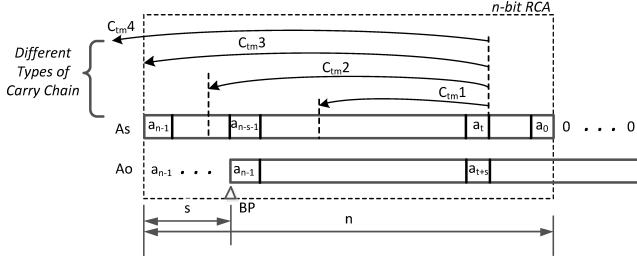 n-bit RCA
Ctm4
Different
Types of
Carry Chain
Ctm3
Ctm2
Ctm1
As an-1 an-s-1 at a0 0 . . . 0
Ao an-1 . . . an-1 at+s
BP
s
n